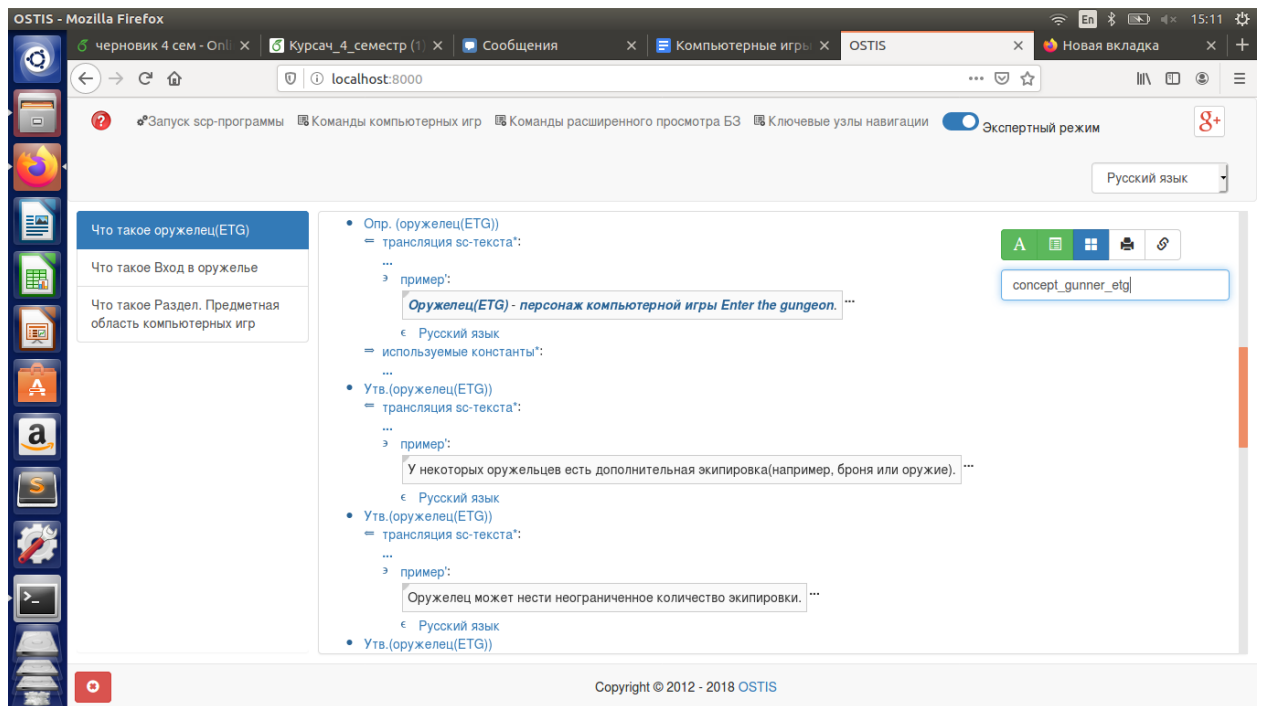 OSTIS - Mozilla Firefox
En
15:11
черновик 4 сем - Onli
Курсач_4_семестр (1)
Сообщения
Компьютерные игры
OSTIS
Новая вкладка
localhost:8000
Запуск scp-программы
Команды компьютерных игр
Команды расширенного просмотра БЗ
Ключевые узлы навигации
Экспертный режим
g+
Русский язык
Что такое оружелец(ETG)
Что такое Вход в оружелье
Что такое Раздел. Предметная
область компьютерных игр
A
concept_gunner_etg
• Опр. (оружелец(ETG))
⇐ трансляция sc-текста*:
...
∍ пример':
Оружелец(ETG) - персонаж компьютерной игры Enter the gungeon.
...
∊ Русский язык
⇒ используемые константы*:
...
• Утв.(оружелец(ETG))
⇐ трансляция sc-текста*:
...
∍ пример':
У некоторых оружельцев есть дополнительная экипировка(например, броня или оружие).
...
∊ Русский язык
• Утв.(оружелец(ETG))
⇐ трансляция sc-текста*:
...
∍ пример':
Оружелец может нести неограниченное количество экипировки.
...
∊ Русский язык
• Утв.(оружелец(ETG))
Copyright © 2012 - 2018 OSTIS